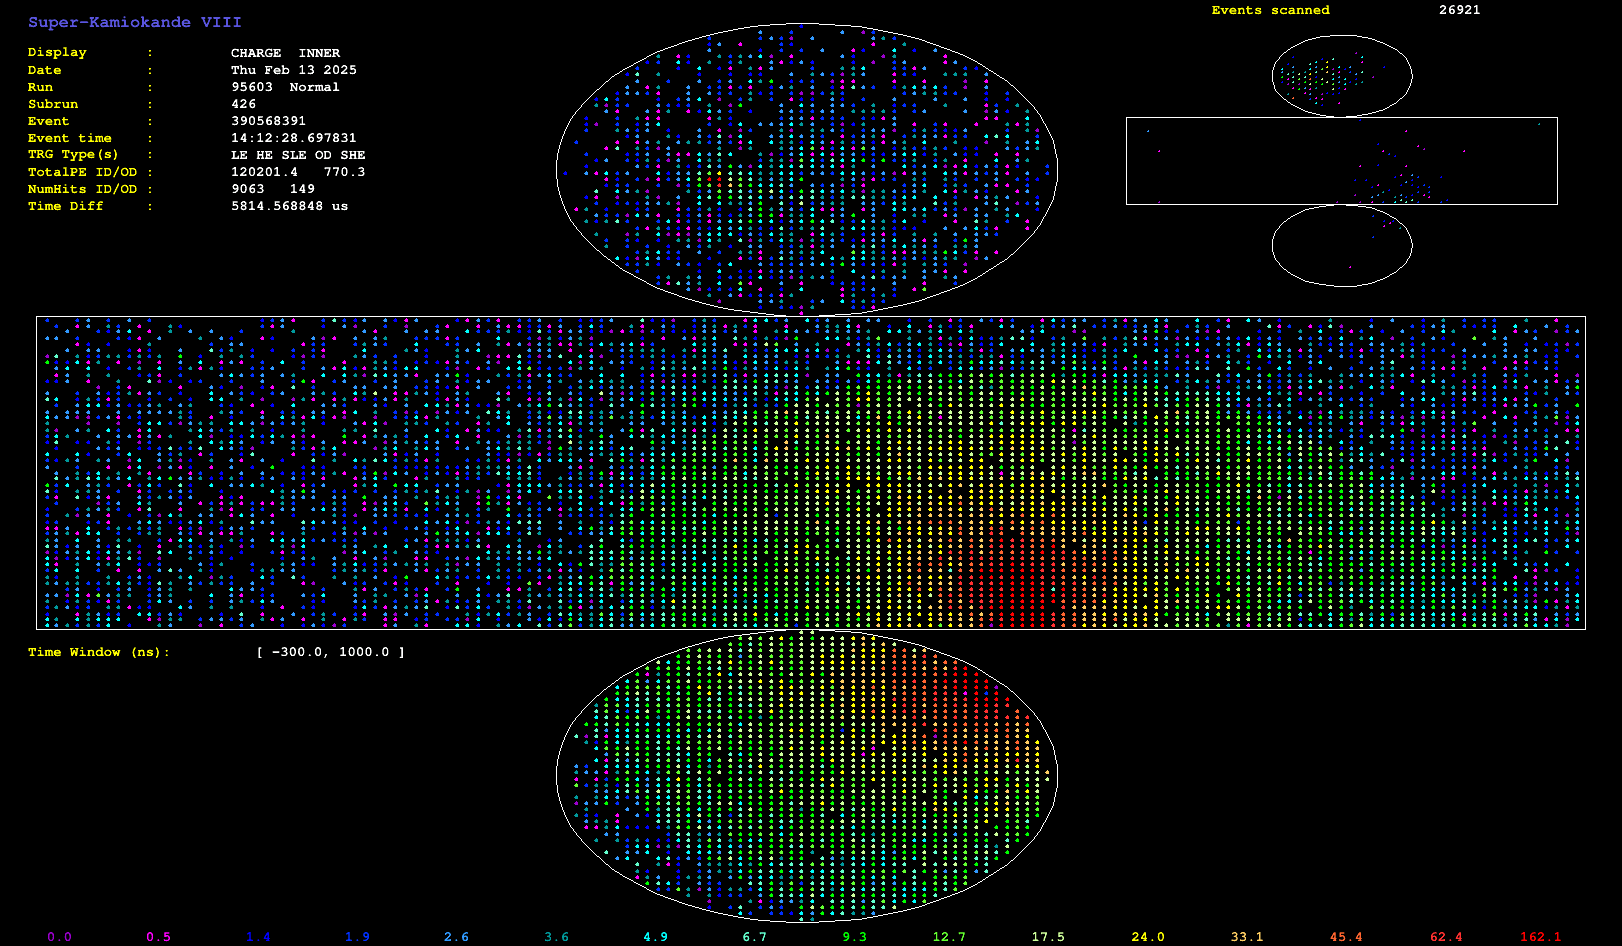 Super-Kamiokande VIII
Events scanned 26921
Display : CHARGE INNER
Date : Thu Feb 13 2025
Run : 95603 Normal
Subrun : 426
Event : 390568391
Event time : 14:12:28.697831
TRG Type(s) : LE HE SLE OD SHE
TotalPE ID/OD : 120201.4 770.3
NumHits ID/OD : 9063 149
Time Diff : 5814.568848 us
Time Window (ns): [ -300.0, 1000.0 ]
0.0 0.5 1.4 1.9 2.6 3.6 4.9 6.7 9.3 12.7 17.5 24.0 33.1 45.4 62.4 162.1